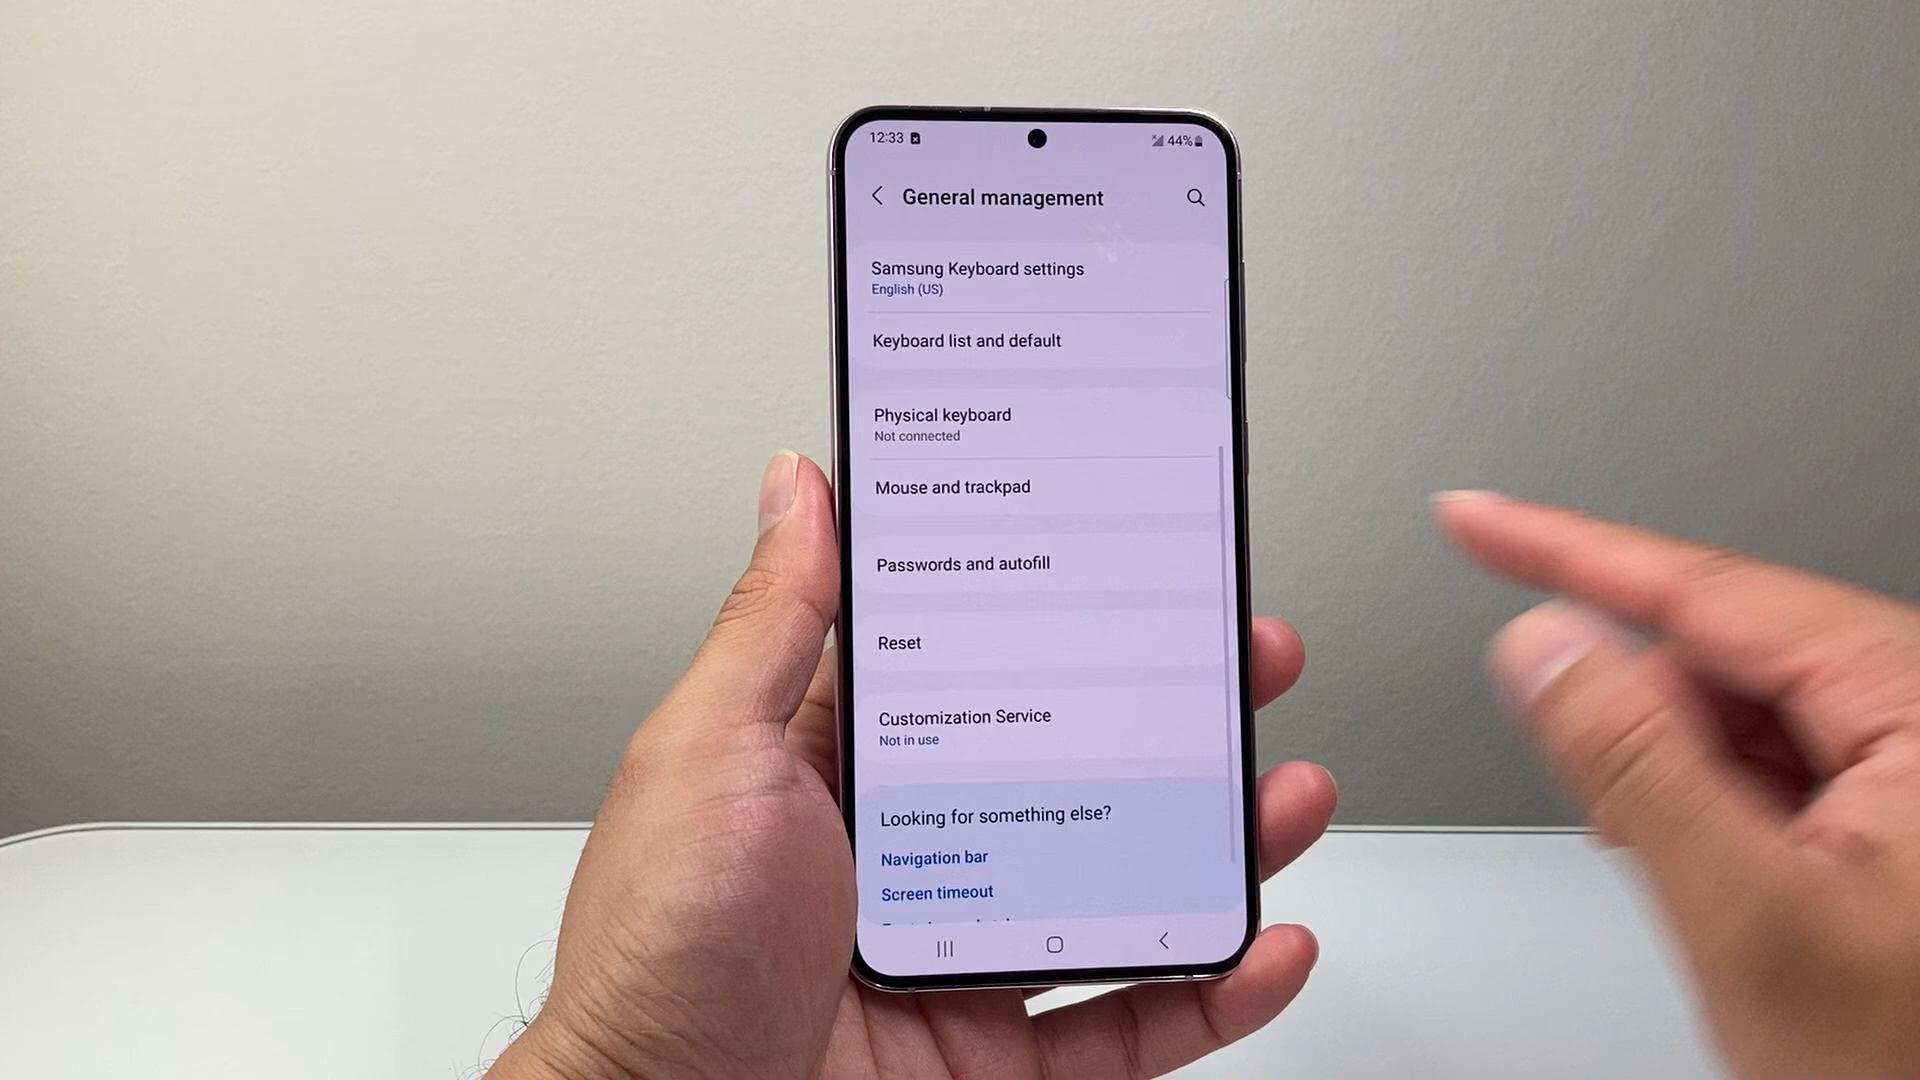 12:33
44%
General management
Samsung Keyboard settings
English (US)
Keyboard list and default
Physical keyboard
Not connected
Mouse and trackpad
Passwords and autofill
Reset
Customization Service
Not in use
Looking for something else?
Navigation bar
Screen timeout